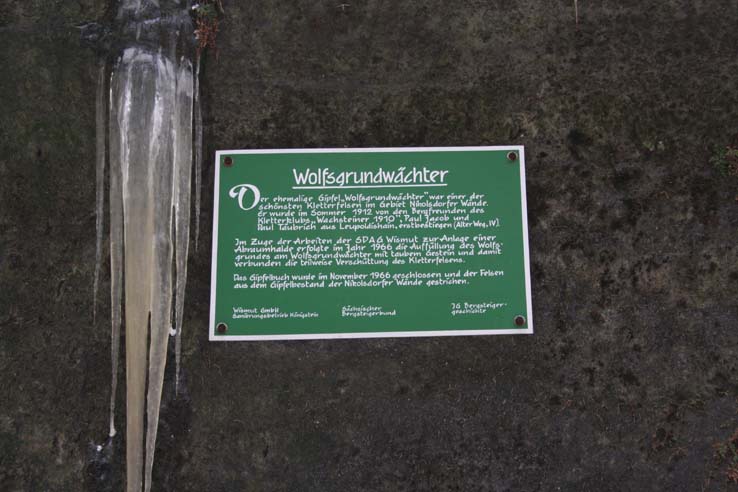 Wolfsgrundwächter
Der ehemalige Gipfel „Wolfsgrundwächter" war einer der
schönsten Kletterfelsen im Gebiet Nikolsdorfer Wände.
Er wurde im Sommer 1912 von den Bergfreunden des
Kletterklubs „Wachsteiner 1910", Paul Jacob und
Paul Taubrich aus Leupoldishain, erstbestiegen (Alter Weg, IV).
Im Zuge der Arbeiten der SDAG Wismut zur Anlage einer
Abraumhalde erfolgte im Jahr 1966 die Auffüllung des Wolfs-
grundes am Wolfsgrundwächter mit taubem Gestein und damit
verbunden die teilweise Verschüttung des Kletterfelsens.
Das Gipfelbuch wurde im November 1966 geschlossen und der Felsen
aus dem Gipfelbestand der Nikolsdorfer Wände gestrichen.
Wismut GmbH Sächsischer IG Bergsteiger-
Sanierungsbetrieb Königstein Bergsteigerbund geschichte